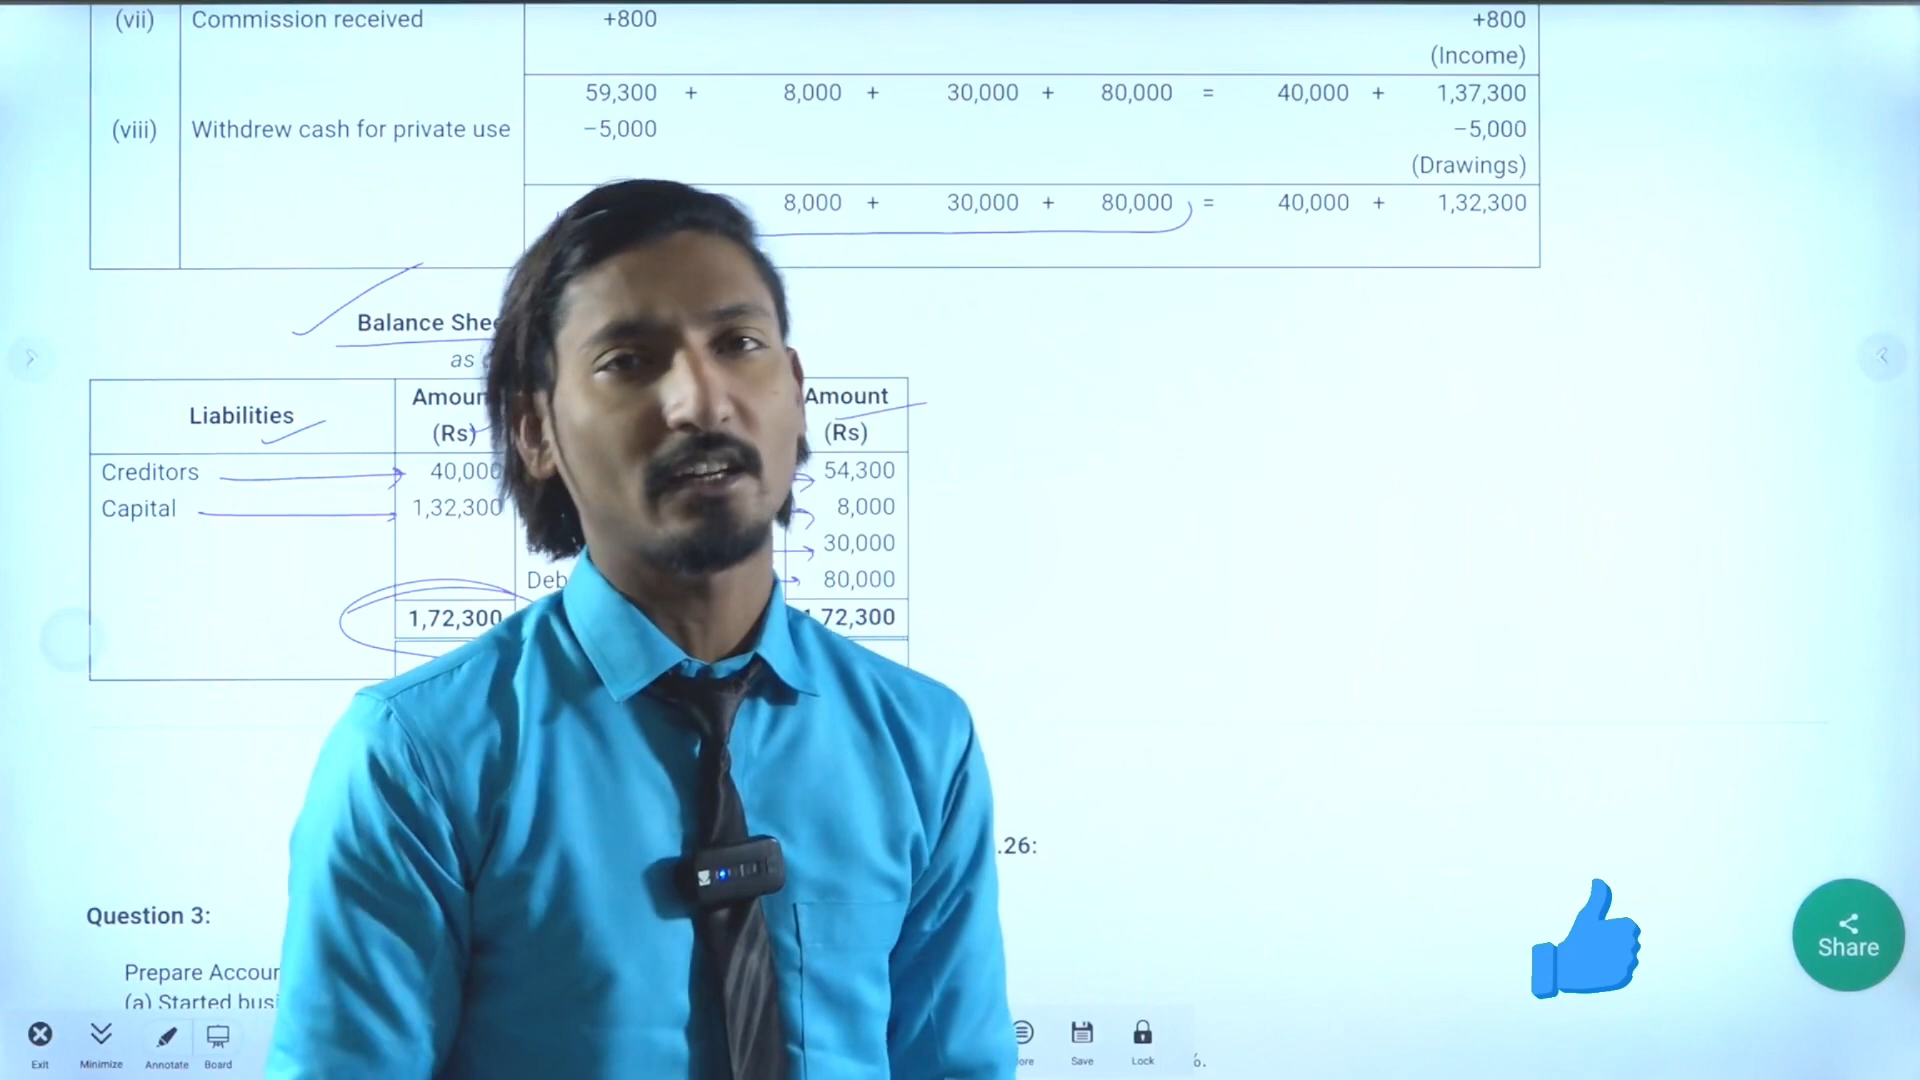 (vii) Commission received +800 +800
(Income)
59,300 + 8,000 + 30,000 + 80,000 = 40,000 + 1,37,300
(viii) Withdrew cash for private use −5,000 −5,000
(Drawings)
8,000 + 30,000 + 80,000 = 40,000 + 1,32,300
Balance Shee
as
Liabilities Amoun (Rs) Amount (Rs)
Creditors 40,000 54,300
Capital 1,32,300 8,000
30,000
Deb 80,000
1,72,300 1,72,300
.26:
Question 3:
Share
Prepare Accour
(a) Started busi
Exit Minimize Annotate Board ore Save Lock
%.